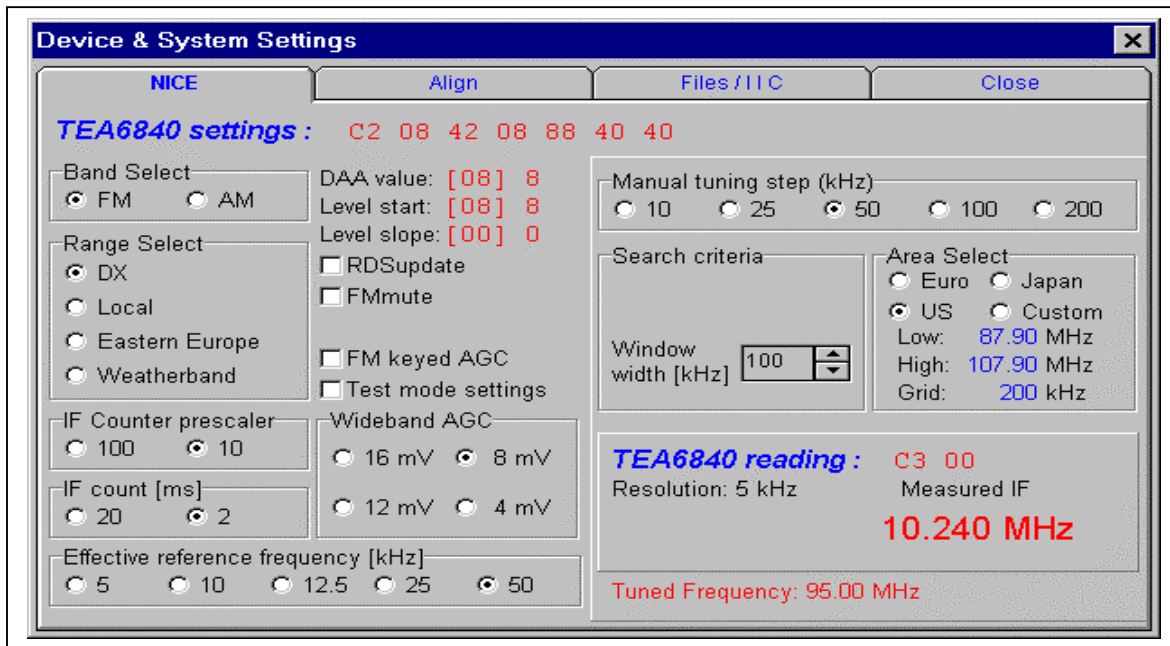 Device & System Settings
NICE
Align
Files / I I C
Close
TEA6840 settings : C2 08 42 08 88 40 40
Band Select
FM AM
Range Select
DX
Local
Eastern Europe
Weatherband
IF Counter prescaler
100 10
IF count [ms]
20 2
DAA value: [08] 8
Level start: [08] 8
Level slope: [00] 0
RDSupdate
FMmute
FM keyed AGC
Test mode settings
Wideband AGC
16 mV 8 mV
12 mV 4 mV
Effective reference frequency [kHz]
5 10 12.5 25 50
Manual tuning step (kHz)
10 25 50 100 200
Search criteria
Window
width [kHz] 100
Area Select
Euro Japan
US Custom
Low: 87.90 MHz
High: 107.90 MHz
Grid: 200 kHz
TEA6840 reading : C3 00
Resolution: 5 kHz Measured IF
10.240 MHz
Tuned Frequency: 95.00 MHz